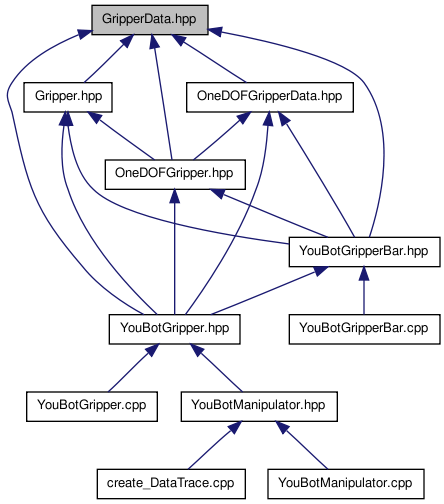 GripperData.hpp
Gripper.hpp
OneDOFGripperData.hpp
OneDOFGripper.hpp
YouBotGripperBar.hpp
YouBotGripper.hpp
YouBotGripperBar.cpp
YouBotGripper.cpp
YouBotManipulator.hpp
create_DataTrace.cpp
YouBotManipulator.cpp